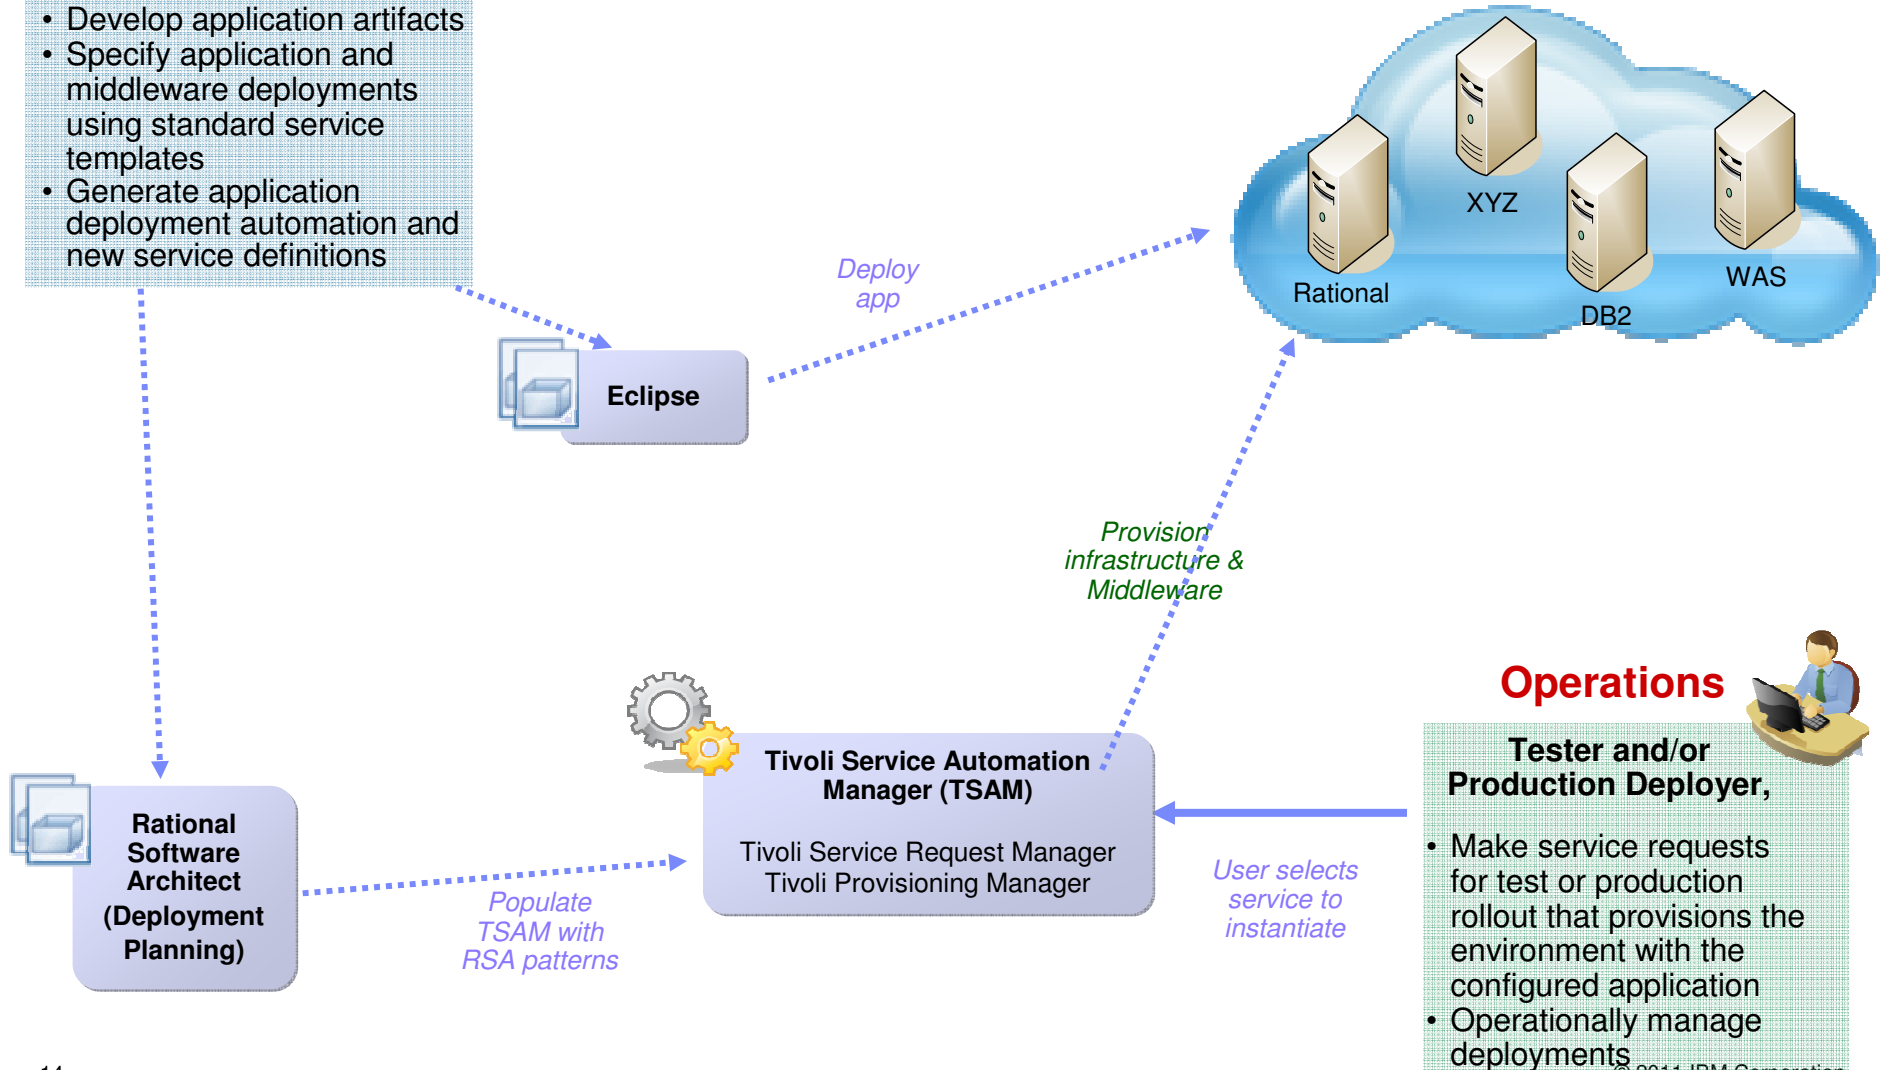 • Develop application artifacts
• Specify application and
middleware deployments
using standard service
templates
• Generate application
deployment automation and
new service definitions
XYZ
Rational
WAS
DB2
Deploy
app
Eclipse
Provision
infrastructure &
Middleware
Operations
Tester and/or
Production Deployer,
• Make service requests
for test or production
rollout that provisions the
environment with the
configured application
• Operationally manage
deployments
Tivoli Service Automation
Manager (TSAM)
Tivoli Service Request Manager
Tivoli Provisioning Manager
User selects
service to
instantiate
Rational
Software
Architect
(Deployment
Planning)
Populate
TSAM with
RSA patterns
14
© 2011 IBM Corporation